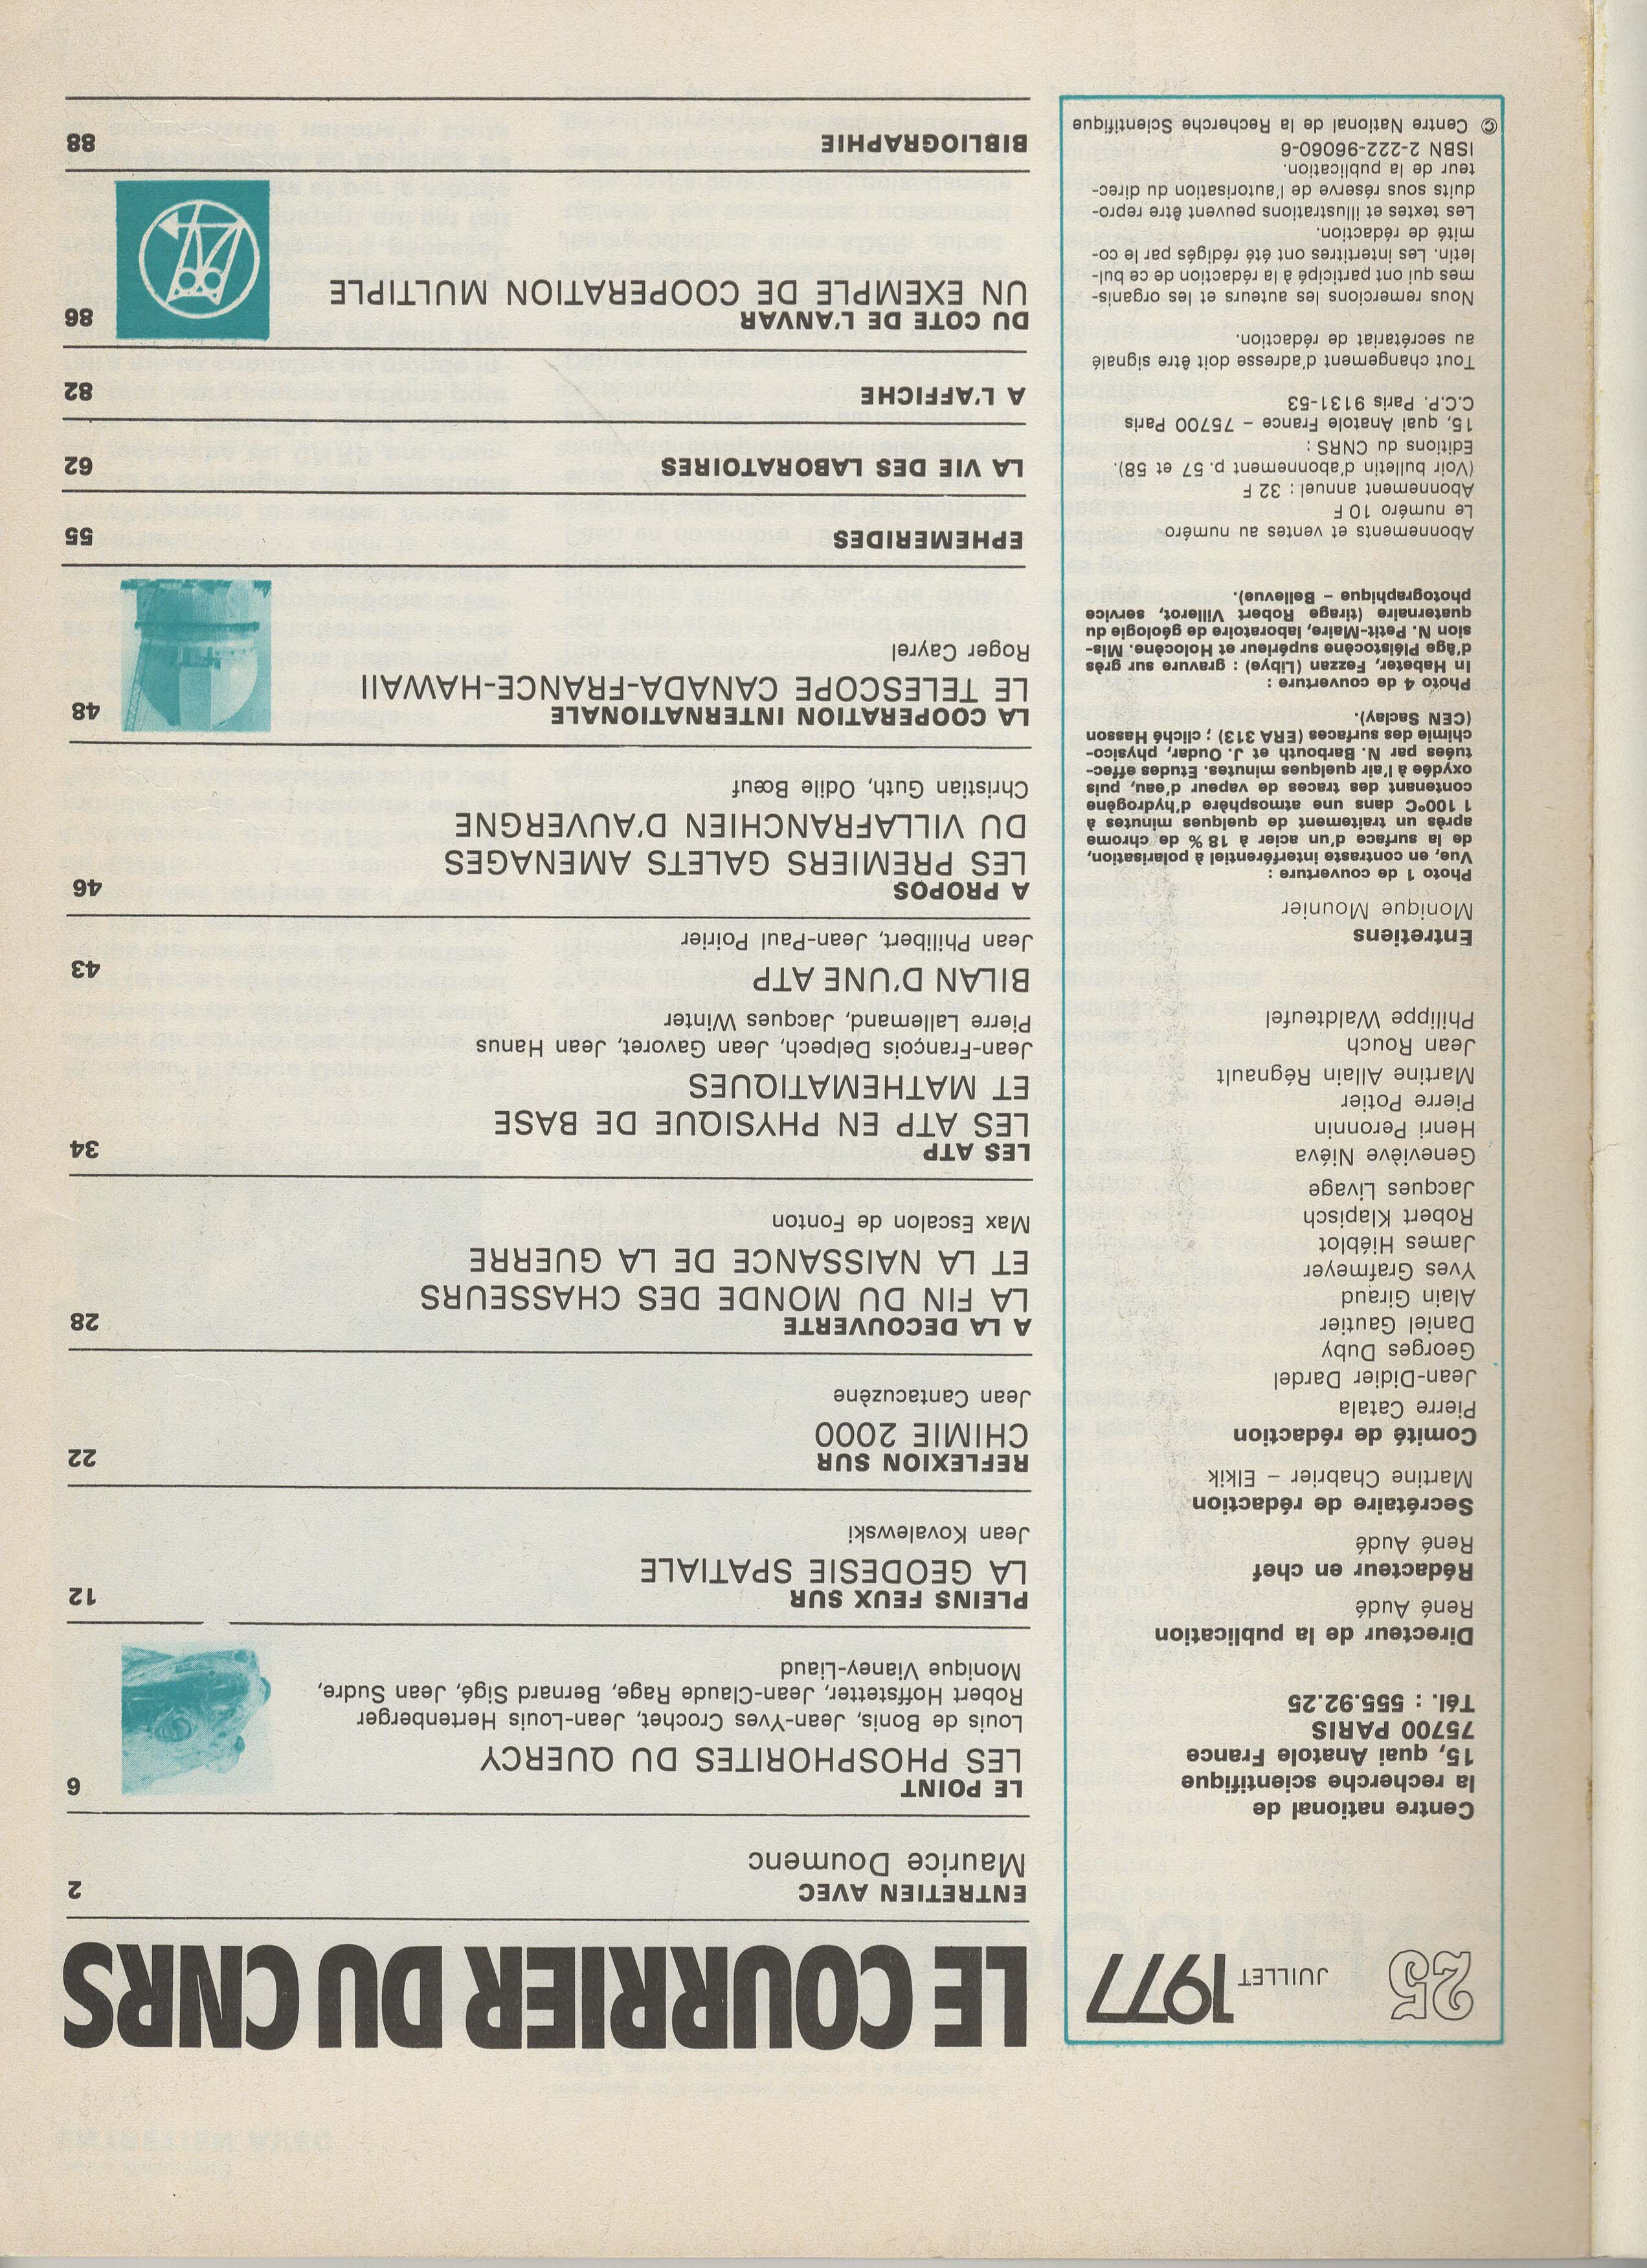 25 JUILLET 1977
Centre national de
la recherche scientifique
15, quai Anatole France
75700 PARIS
Tél. : 555.92.25
Directeur de la publication
René Audé
Rédacteur en chef
René Audé
Secrétaire de rédaction
Martine Chabrier – Elkik
Comité de rédaction
Pierre Catala
Jean-Didier Dardel
Georges Duby
Daniel Gautier
Alain Giraud
Yves Grafmeyer
James Hiéblot
Robert Klapisch
Jacques Livage
Geneviève Niéva
Henri Peronnin
Pierre Potier
Martine Allain Régnault
Jean Rouch
Philippe Waldteufel
Entretiens
Monique Mounier
Photo 1 de couverture :
Vue, en contraste interférentiel à polarisation,
de la surface d'un acier à 18 % de chrome
après un traitement de quelques minutes à
1 100°C dans une atmosphère d'hydrogène
contenant des traces de vapeur d'eau, puis
oxydée à l'air quelques minutes. Etudes effec-
tuées par N. Barbouth et J. Oudar, physico-
chimie des surfaces (ERA 313) ; cliché Hasson
(CEN Saclay).
Photo 4 de couverture :
In Habeter, Fezzan (Libye) : gravure sur grès
d'âge Pléistocène supérieur et Holocène. Mis-
sion N. Petit-Maire, laboratoire de géologie du
quaternaire (tirage Robert Villerot, service
photographique – Bellevue).
Abonnements et ventes au numéro
Le numéro 10 F
Abonnement annuel : 32 F
(Voir bulletin d'abonnement p. 57 et 58).
Editions du CNRS :
15, quai Anatole France – 75700 Paris
C.C.P. Paris 9131-53
Tout changement d'adresse doit être signalé
au secrétariat de rédaction.
Nous remercions les auteurs et les organis-
mes qui ont participé à la rédaction de ce bul-
letin. Les intertitres ont été rédigés par le co-
mité de rédaction.
Les textes et illustrations peuvent être repro-
duits sous réserve de l'autorisation du direc-
teur de la publication.
ISBN 2-222-96060-6
© Centre National de la Recherche Scientifique
LE COURRIER DU CNRS
ENTRETIEN AVEC 2
Maurice Doumenc
LE POINT 6
LES PHOSPHORITES DU QUERCY
Louis de Bonis, Jean-Yves Crochet, Jean-Louis Hertenberger
Robert Hoffstetter, Jean-Claude Rage, Bernard Sigé, Jean Sudre,
Monique Vianey-Liaud
PLEINS FEUX SUR 12
LA GEODESIE SPATIALE
Jean Kovalewski
REFLEXION SUR 22
CHIMIE 2000
Jean Cantacuzène
A LA DECOUVERTE 28
LA FIN DU MONDE DES CHASSEURS
ET LA NAISSANCE DE LA GUERRE
Max Escalon de Fonton
LES ATP 34
LES ATP EN PHYSIQUE DE BASE
ET MATHEMATIQUES
Jean-François Delpech, Jean Gavoret, Jean Hanus
Pierre Lallemand, Jacques Winter
BILAN D'UNE ATP 43
Jean Philibert, Jean-Paul Poirier
A PROPOS 46
LES PREMIERS GALETS AMENAGES
DU VILLAFRANCHIEN D'AUVERGNE
Christian Guth, Odile Bœuf
LA COOPERATION INTERNATIONALE 48
LE TELESCOPE CANADA-FRANCE-HAWAII
Roger Cayrel
EPHEMERIDES 55
LA VIE DES LABORATOIRES 62
A L'AFFICHE 82
DU COTE DE L'ANVAR 86
UN EXEMPLE DE COOPERATION MULTIPLE
BIBLIOGRAPHIE 88